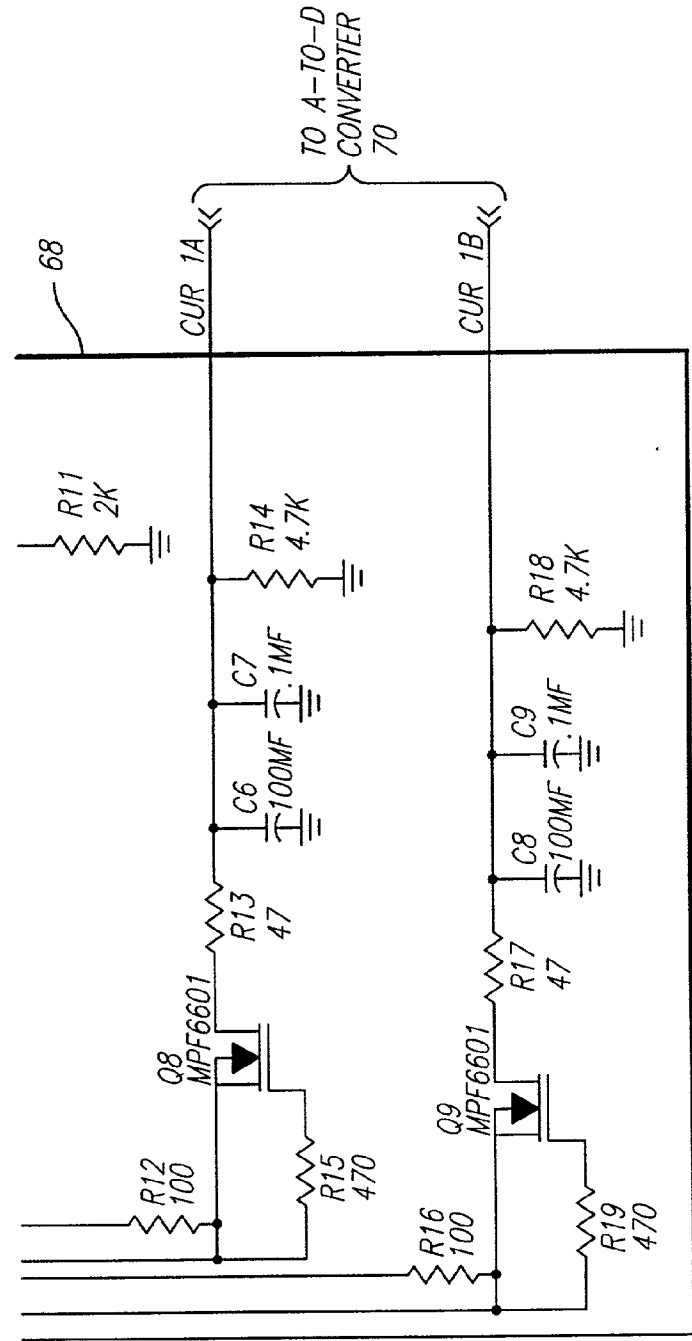 68
R11
2K
CUR 1A
TO A-TO-D
CONVERTER
70
CUR 1B
R14
4.7K
C7
.1MF
C6
100MF
R13
47
Q8
MPF6601
R12
100
R15
470
R18
4.7K
C9
.1MF
C8
100MF
R17
47
Q9
MPF6601
R16
100
R19
470